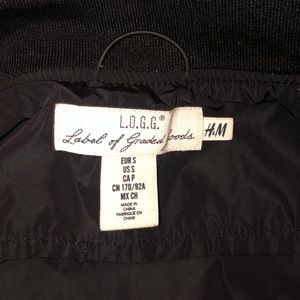 L.O.G.G.®
Label of Graded Goods. H&M
EUR S
US S
CA P
CN 170/92A
MX CH
MADE IN
CHINA
FABRIQUÉ EN
CHINE